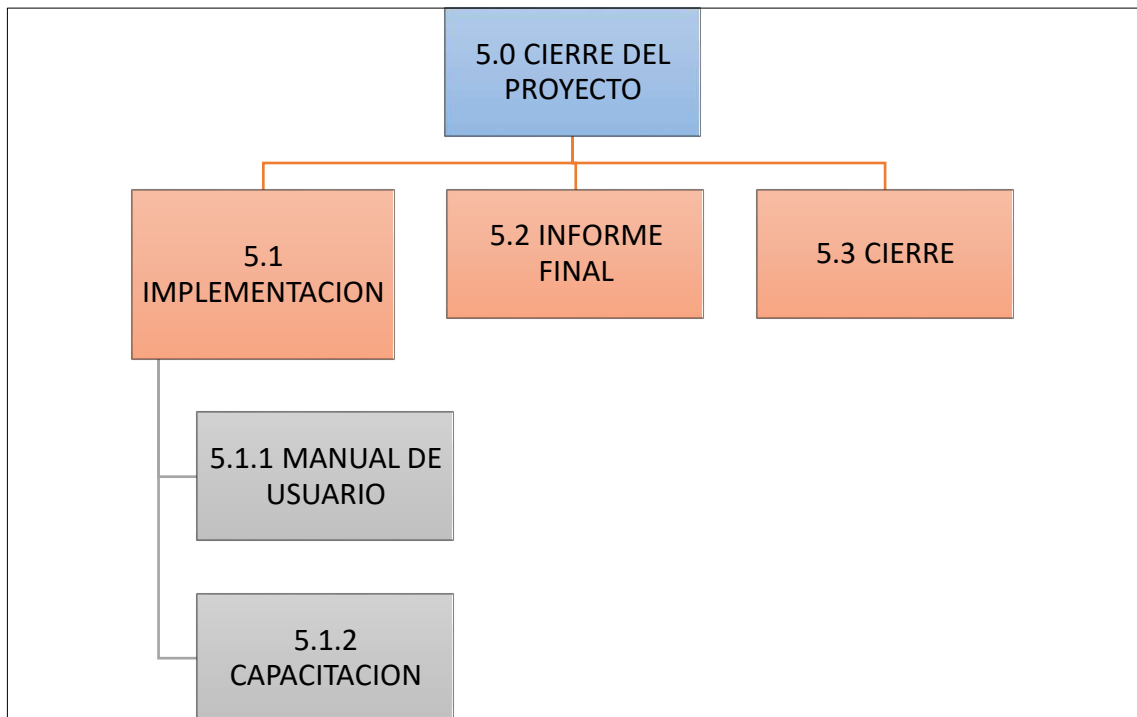 5.0 CIERRE DEL
PROYECTO
5.1
IMPLEMENTACION
5.2 INFORME
FINAL
5.3 CIERRE
5.1.1 MANUAL DE
USUARIO
5.1.2
CAPACITACION